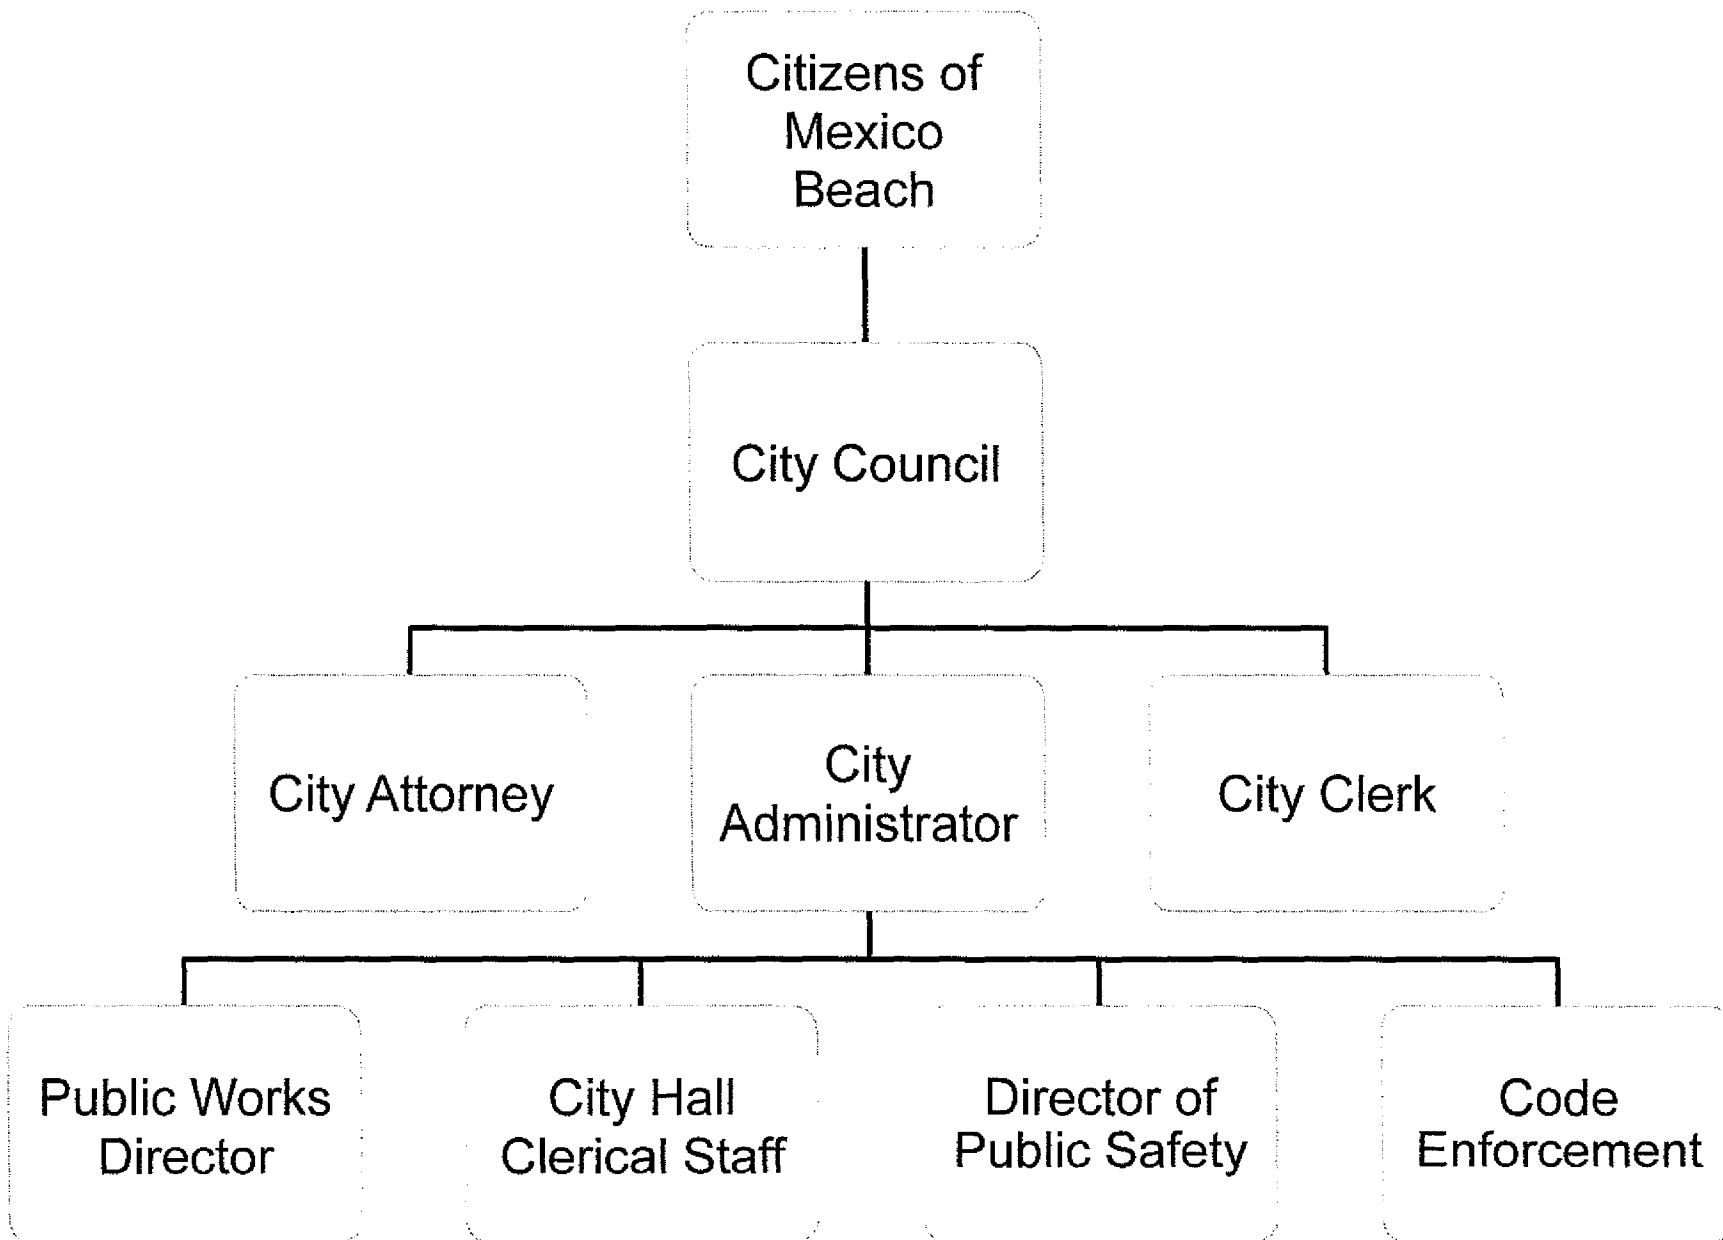 Citizens of
Mexico
Beach
City Council
City Attorney
City
Administrator
City Clerk
Public Works
Director
City Hall
Clerical Staff
Director of
Public Safety
Code
Enforcement